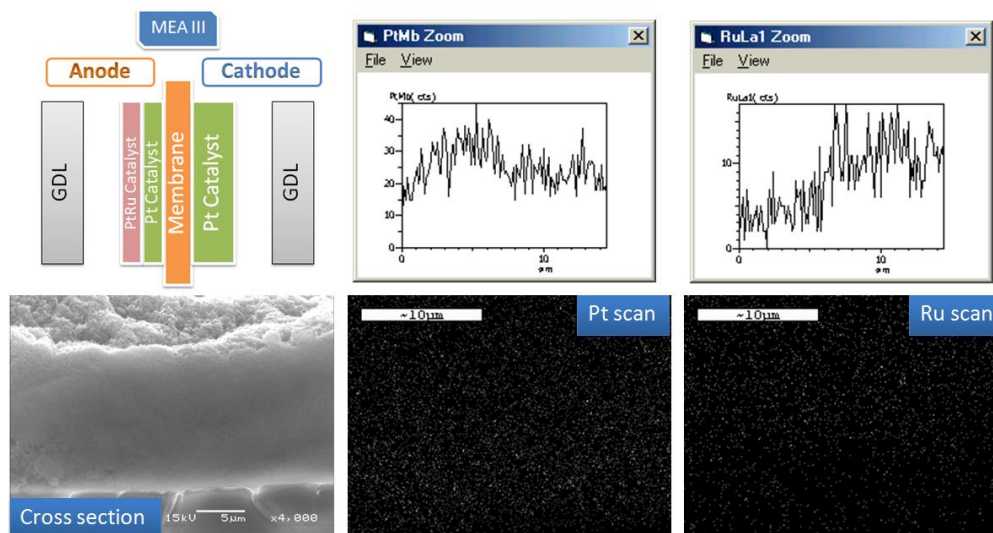 MEA III
Anode
Cathode
GDL
PtRu Catalyst
Pt Catalyst
Membrane
Pt Catalyst
GDL
PtMb Zoom
File View
PtMb( cts)
40
30
20
10
0
0 10
µm
RuLa1 Zoom
File View
RuLa1( cts)
10
0
0 10
µm
Cross section
15kV 5µm x4,000
~10µm
Pt scan
~10µm
Ru scan